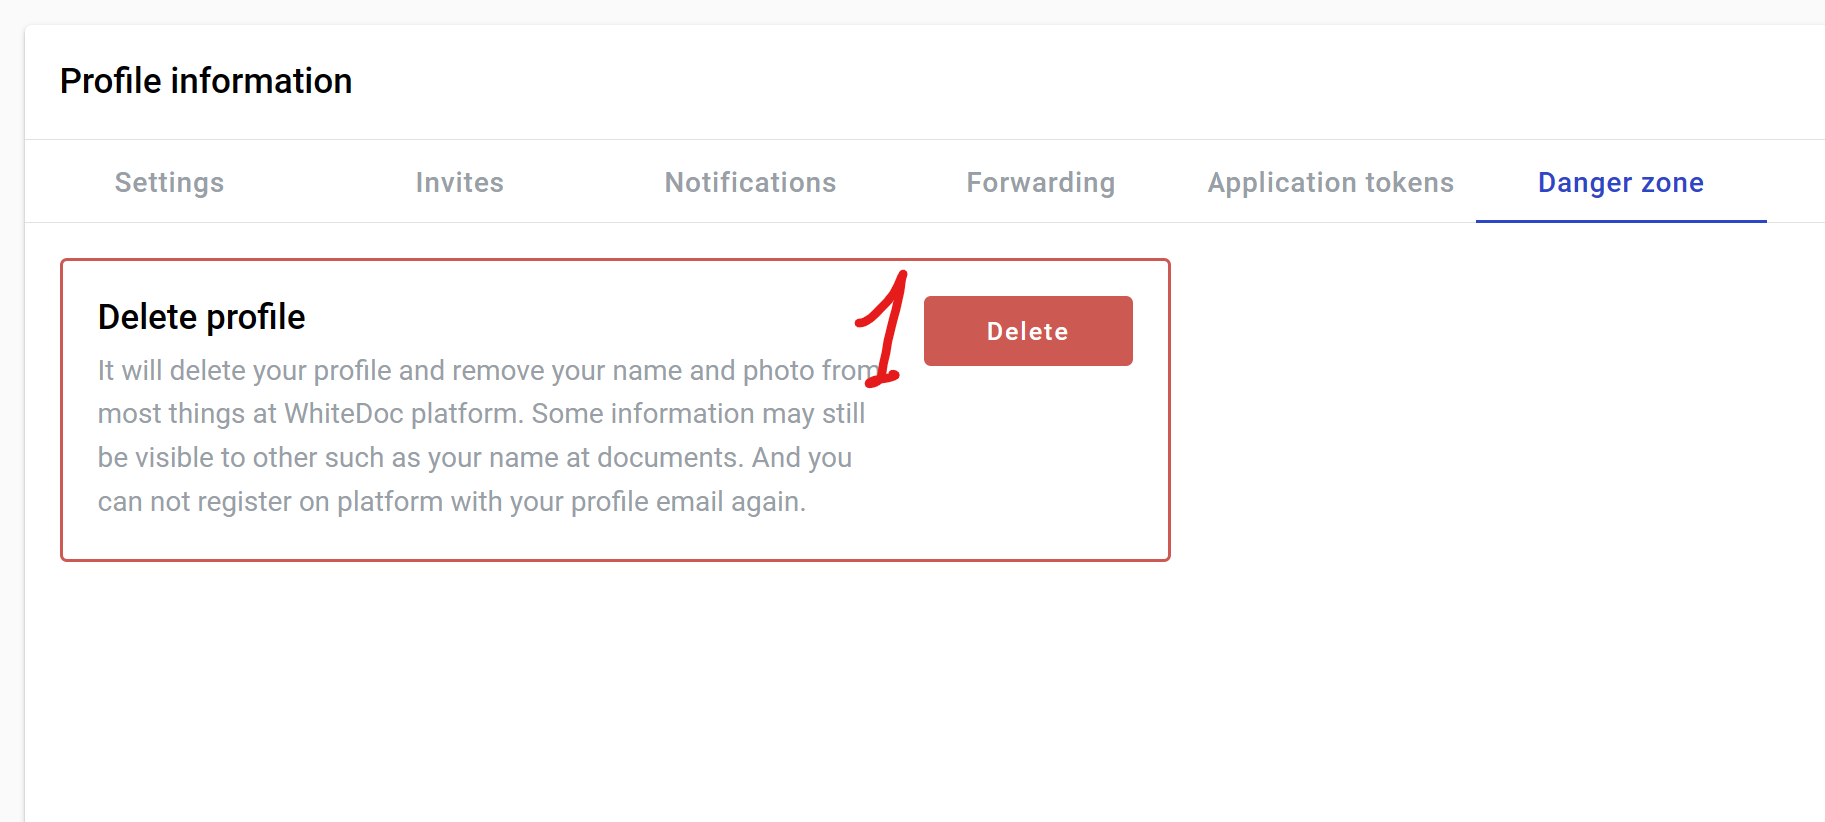 Profile information
Settings Invites Notifications Forwarding Application tokens Danger zone
Delete profile
1
Delete
It will delete your profile and remove your name and photo from
most things at WhiteDoc platform. Some information may still
be visible to other such as your name at documents. And you
can not register on platform with your profile email again.